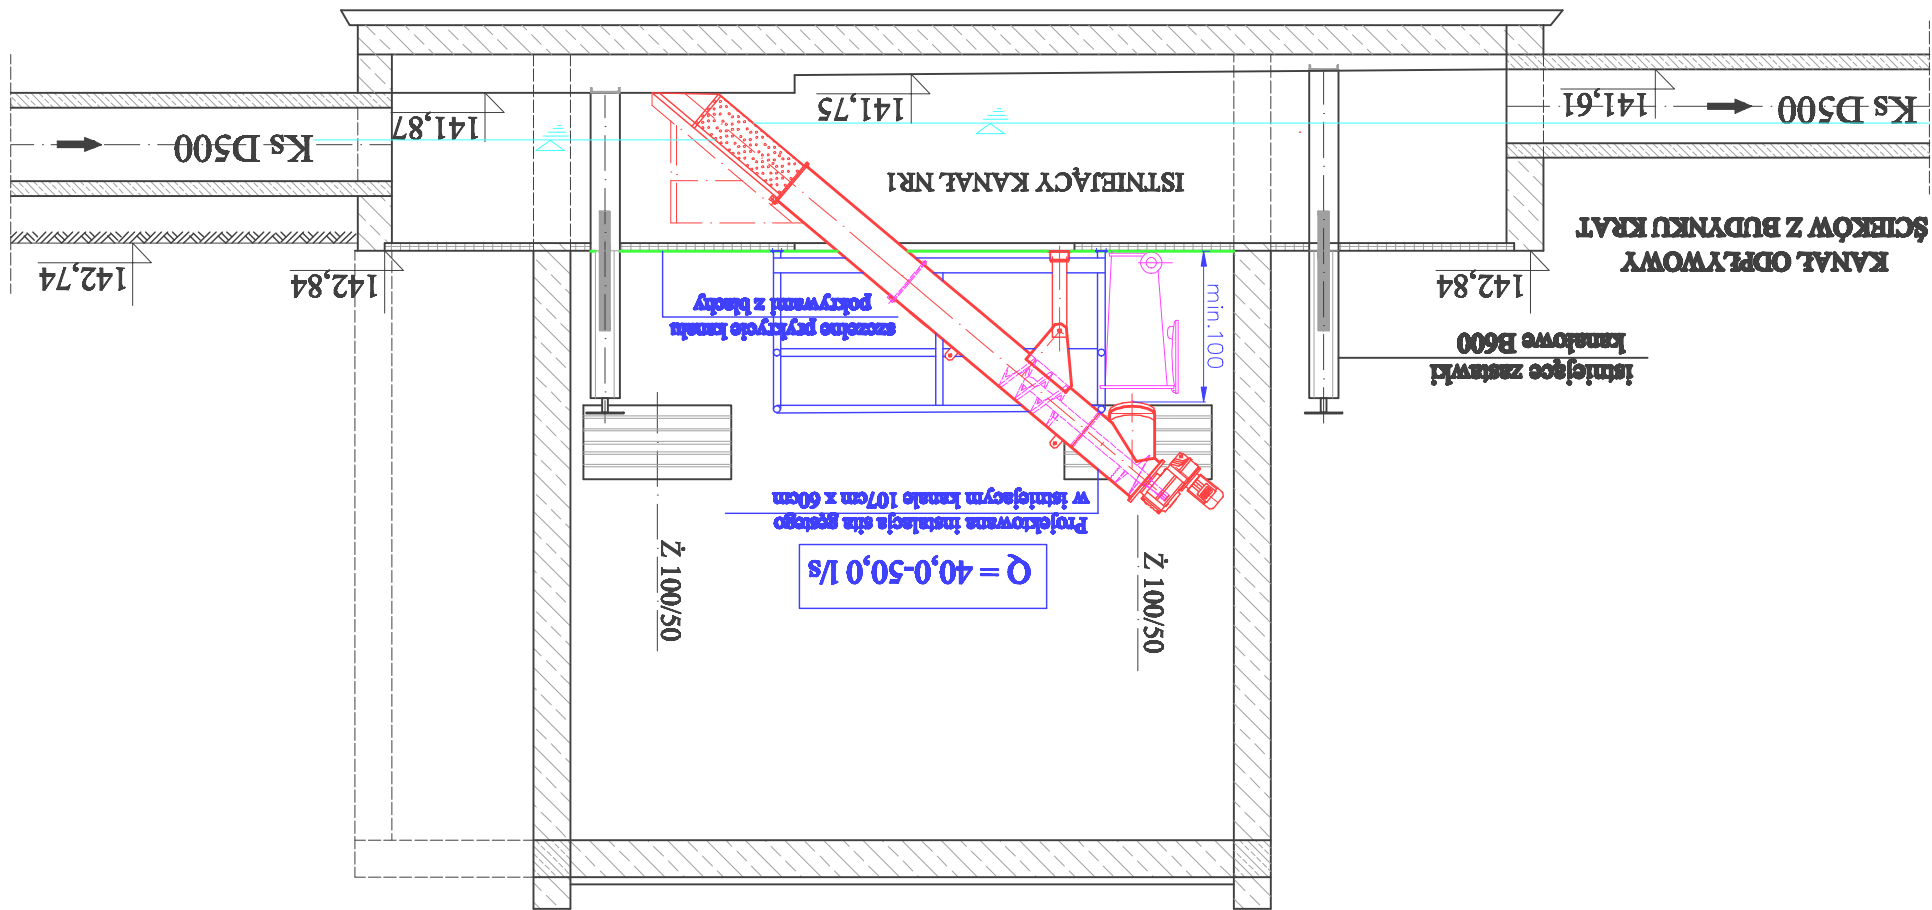 Ks D500
141,87
141,75
141,61
Ks D500
ISTNIEJĄCY KANAŁ NR1
KANAŁ ODPŁYWOWY
ŚCIEKÓW Z BUDYNKU KRAT
142,74
142,84
142,84
szczelne prykrycie kanału
pokrywami z blachy
min.100
istniejące zastawki
kanałowe B600
Projektowana instalacja sita gęstego
w istniejacym kanale 107cm x 60cm
Q = 40,0-50,0 l/s
Ż 100/50
Ż 100/50